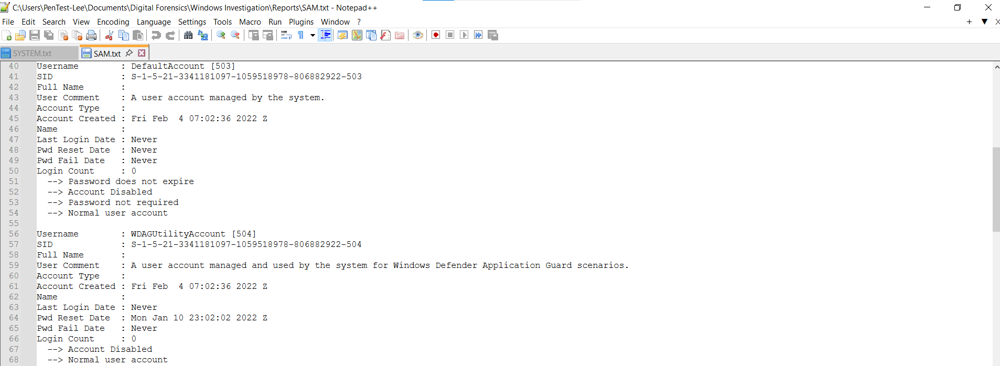 C:\Users\PenTest-Lee\Documents\Digital Forensics\Windows Investigation\Reports\SAM.txt - Notepad++
File Edit Search View Encoding Language Settings Tools Macro Run Plugins Window ?
SYSTEM.txt SAM.txt
40 Username : DefaultAccount [503]
41 SID : S-1-5-21-3341181097-1059518978-806882922-503
42 Full Name :
43 User Comment : A user account managed by the system.
44 Account Type :
45 Account Created : Fri Feb  4 07:02:36 2022 Z
46 Name :
47 Last Login Date : Never
48 Pwd Reset Date : Never
49 Pwd Fail Date : Never
50 Login Count : 0
51 --> Password does not expire
52 --> Account Disabled
53 --> Password not required
54 --> Normal user account
55
56 Username : WDAGUtilityAccount [504]
57 SID : S-1-5-21-3341181097-1059518978-806882922-504
58 Full Name :
59 User Comment : A user account managed and used by the system for Windows Defender Application Guard scenarios.
60 Account Type :
61 Account Created : Fri Feb  4 07:02:36 2022 Z
62 Name :
63 Last Login Date : Never
64 Pwd Reset Date : Mon Jan 10 23:02:02 2022 Z
65 Pwd Fail Date : Never
66 Login Count : 0
67 --> Account Disabled
68 --> Normal user account